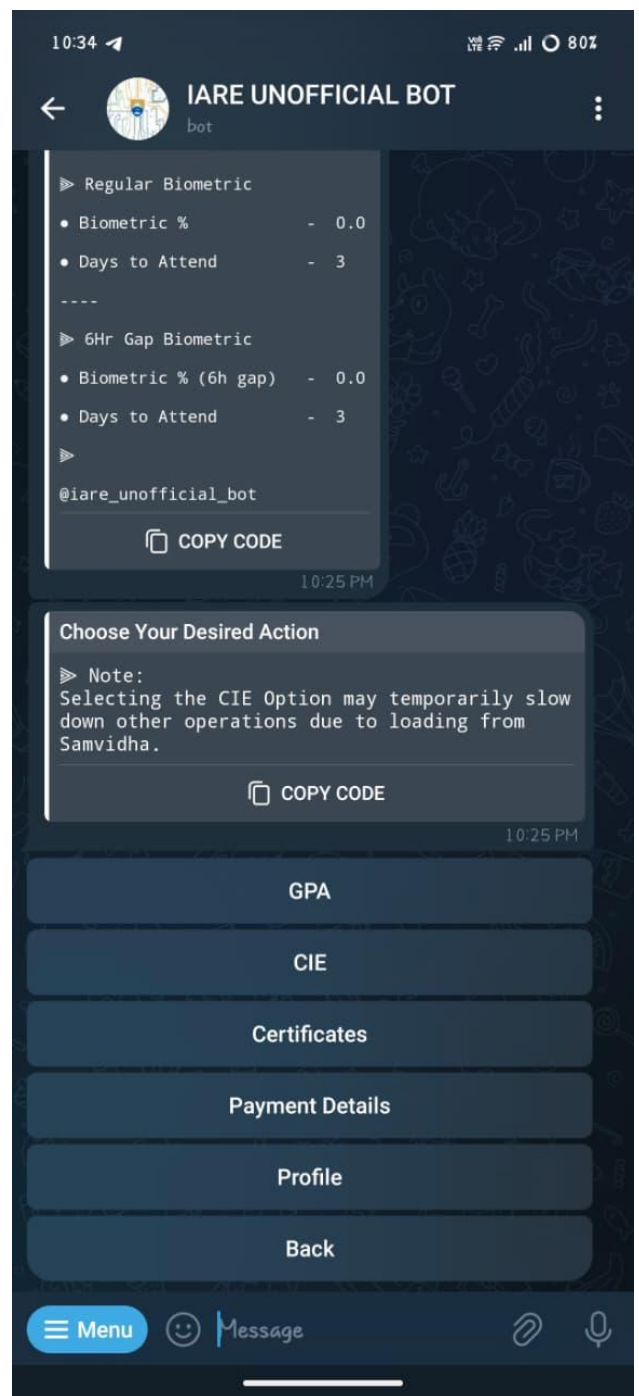 10:34
Vo) LTE 80%
IARE UNOFFICIAL BOT
bot
⫸ Regular Biometric
● Biometric % - 0.0
● Days to Attend - 3
----
⫸ 6Hr Gap Biometric
● Biometric % (6h gap) - 0.0
● Days to Attend - 3
⫸
@iare_unofficial_bot
COPY CODE
10:25 PM
Choose Your Desired Action
⫸ Note:
Selecting the CIE Option may temporarily slow
down other operations due to loading from
Samvidha.
COPY CODE
10:25 PM
GPA
CIE
Certificates
Payment Details
Profile
Back
Menu Message